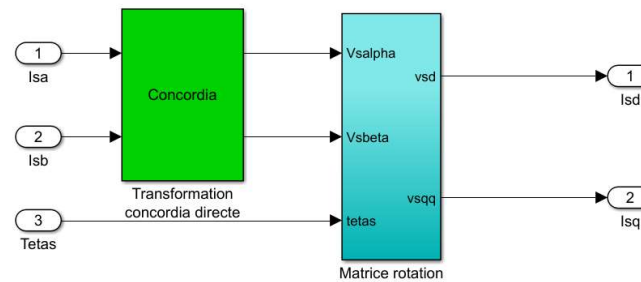 1
Isa
2
Isb
3
Tetas
Concordia
Transformation
concordia directe
Vsalpha
Vsbeta
tetas
vsd
vsqq
Matrice rotation
1
Isd
2
Isq